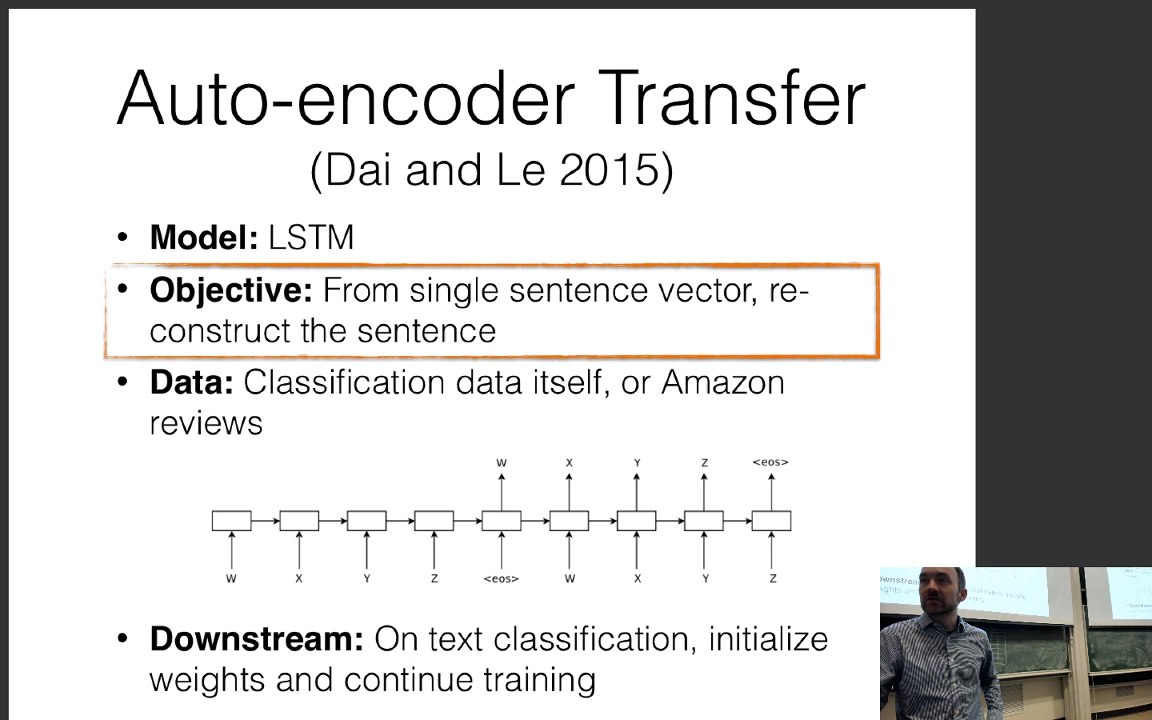 Auto-encoder Transfer
(Dai and Le 2015)
• Model: LSTM
• Objective: From single sentence vector, re-
construct the sentence
• Data: Classification data itself, or Amazon
reviews
W X Y Z <eos>
W X Y Z <eos> W X Y Z
• Downstream: On text classification, initialize
weights and continue training